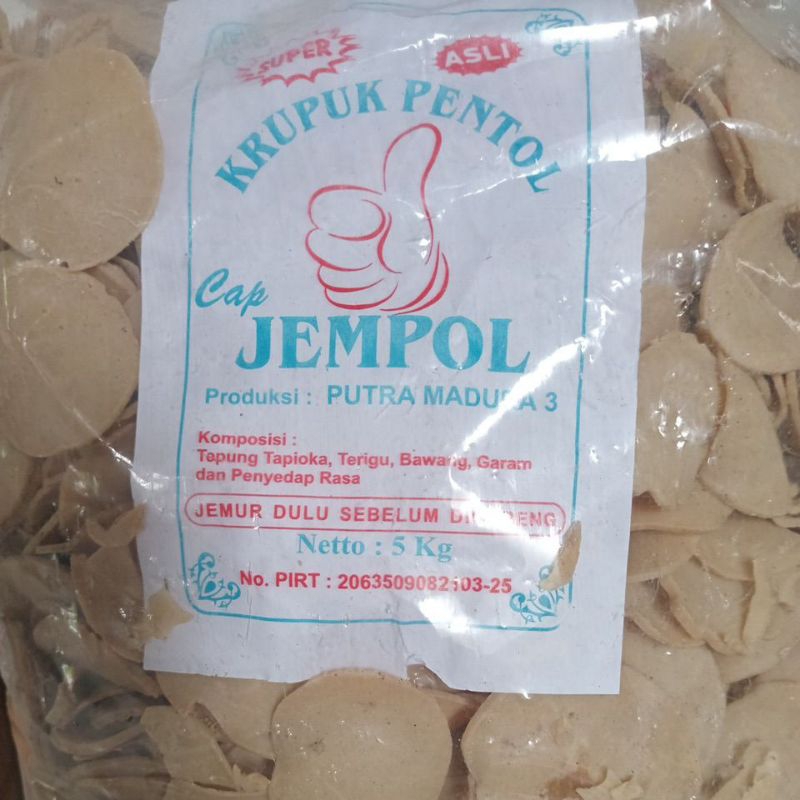 SUPER
ASLI
KRUPUK PENTOL
Cap
JEMPOL
Produksi : PUTRA MADURA 3
Komposisi :
Tepung Tapioka, Terigu, Bawang, Garam
dan Penyedap Rasa
JEMUR DULU SEBELUM DIGORENG
Netto : 5 Kg
No. PIRT : 2063509082103-25